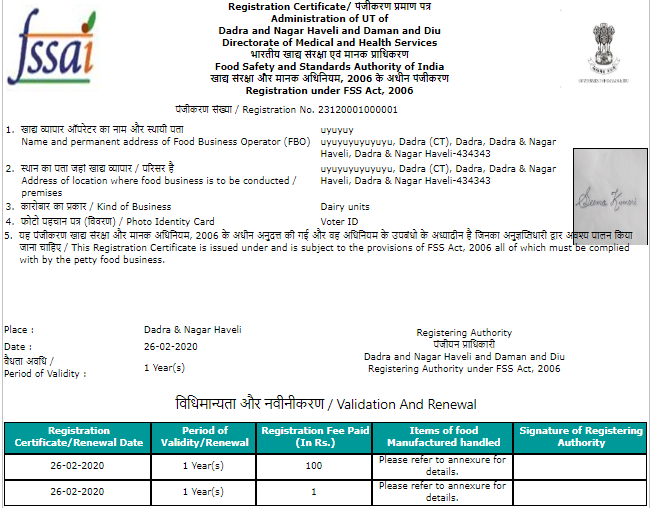 fssai
Registration Certificate/ पंजीकरण प्रमाण पत्र
Administration of UT of
Dadra and Nagar Haveli and Daman and Diu
Directorate of Medical and Health Services
भारतीय खाद्य संरक्षा एवं मानक प्राधिकरण
Food Safety and Standards Authority of India
खाद्य संरक्षा और मानक अधिनियम, 2006 के अधीन पंजीकरण
Registration under FSS Act, 2006
पंजीकरण संख्या / Registration No. 23120001000001
1. खाद्य व्यापार ऑपरेटर का नाम और स्थायी पता
Name and permanent address of Food Business Operator (FBO)
uyuyuy
uyuyuyuyuyuyu, Dadra (CT), Dadra, Dadra & Nagar
Haveli, Dadra & Nagar Haveli-434343
2. स्थान का पता जहां खाद्य व्यापार / परिसर है
Address of location where food business is to be conducted /
premises
uyuyuyuyuyuyu, Dadra (CT), Dadra, Dadra & Nagar
Haveli, Dadra & Nagar Haveli-434343
3. कारोबार का प्रकार / Kind of Business Dairy units
4. फोटो पहचान पत्र (विवरण) / Photo Identity Card Voter ID
Seema Kumari
5. यह पंजीकरण खाद्य संरक्षा और मानक अधिनियम, 2006 के अधीन अनुदत्त की गई और वह अधिनियम के उपबंधों के अध्यादीन है जिनका अनुज्ञप्तिधारी द्वार अवश्य पालन किया
जाना चाहिए / This Registration Certificate is issued under and is subject to the provisions of FSS Act, 2006 all of which must be complied
with by the petty food business.
Place : Dadra & Nagar Haveli
Date : 26-02-2020
वैधता अवधि /
Period of Validity : 1 Year(s)
Registering Authority
पंजीयन प्राधिकारी
Dadra and Nagar Haveli and Daman and Diu
Registering Authority under FSS Act, 2006
विधिमान्यता और नवीनीकरण / Validation And Renewal
Registration Certificate/Renewal Date Period of Validity/Renewal Registration Fee Paid (In Rs.) Items of food Manufactured handled Signature of Registering Authority
26-02-2020 1 Year(s) 100 Please refer to annexure for details.
26-02-2020 1 Year(s) 1 Please refer to annexure for details.